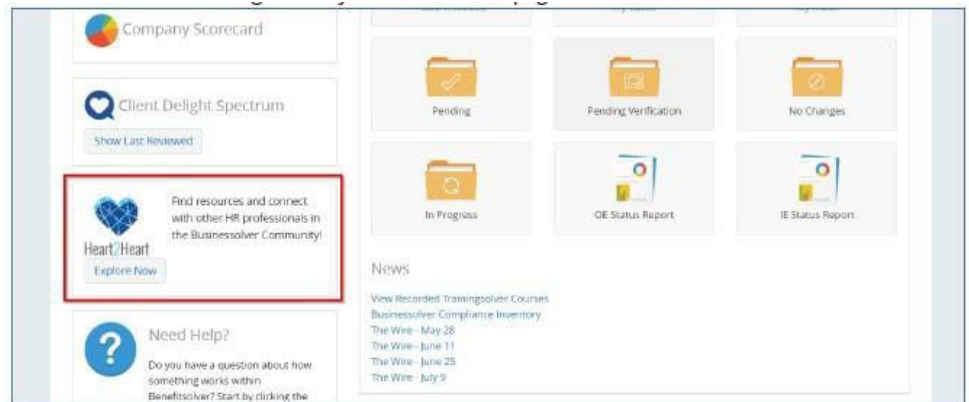 Company Scorecard
Client Delight Spectrum
Show Last Reviewed
Find resources and connect
with other HR professionals in
the Businessolver Community!
Heart2Heart
Explore Now
Need Help?
Do you have a question about how
something works within
Benefitsolver? Start by clicking the
Pending
Pending Verification
No Changes
In Progress
OE Status Report
IE Status Report
News
View Recorded Trainingsolver Courses
Businessolver Compliance Inventory
The Wire - May 28
The Wire - June 11
The Wire - June 25
The Wire - July 9